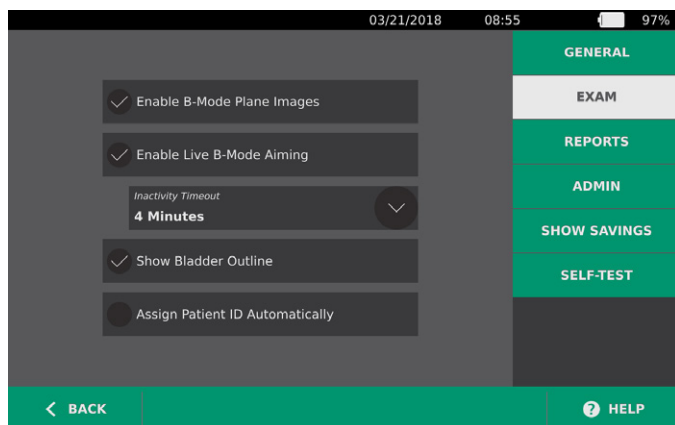 03/21/2018 08:55 97%
GENERAL
Enable B-Mode Plane Images
EXAM
Enable Live B-Mode Aiming
REPORTS
Inactivity Timeout
4 Minutes
ADMIN
SHOW SAVINGS
Show Bladder Outline
SELF-TEST
Assign Patient ID Automatically
BACK
? HELP